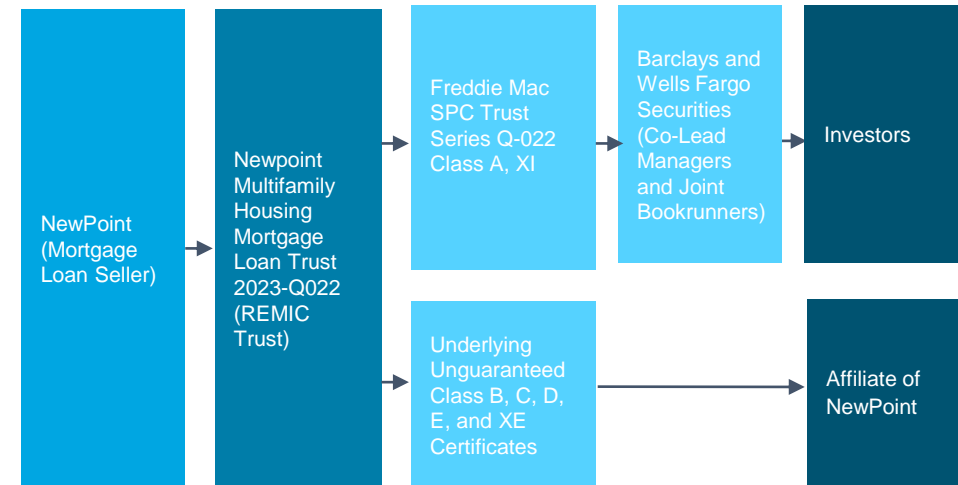 NewPoint
(Mortgage
Loan Seller)
Newpoint
Multifamily
Housing
Mortgage
Loan Trust
2023-Q022
(REMIC
Trust)
Freddie Mac
SPC Trust
Series Q-022
Class A, XI
Barclays and
Wells Fargo
Securities
(Co-Lead
Managers
and Joint
Bookrunners)
Investors
Underlying
Unguaranteed
Class B, C, D,
E, and XE
Certificates
Affiliate of
NewPoint